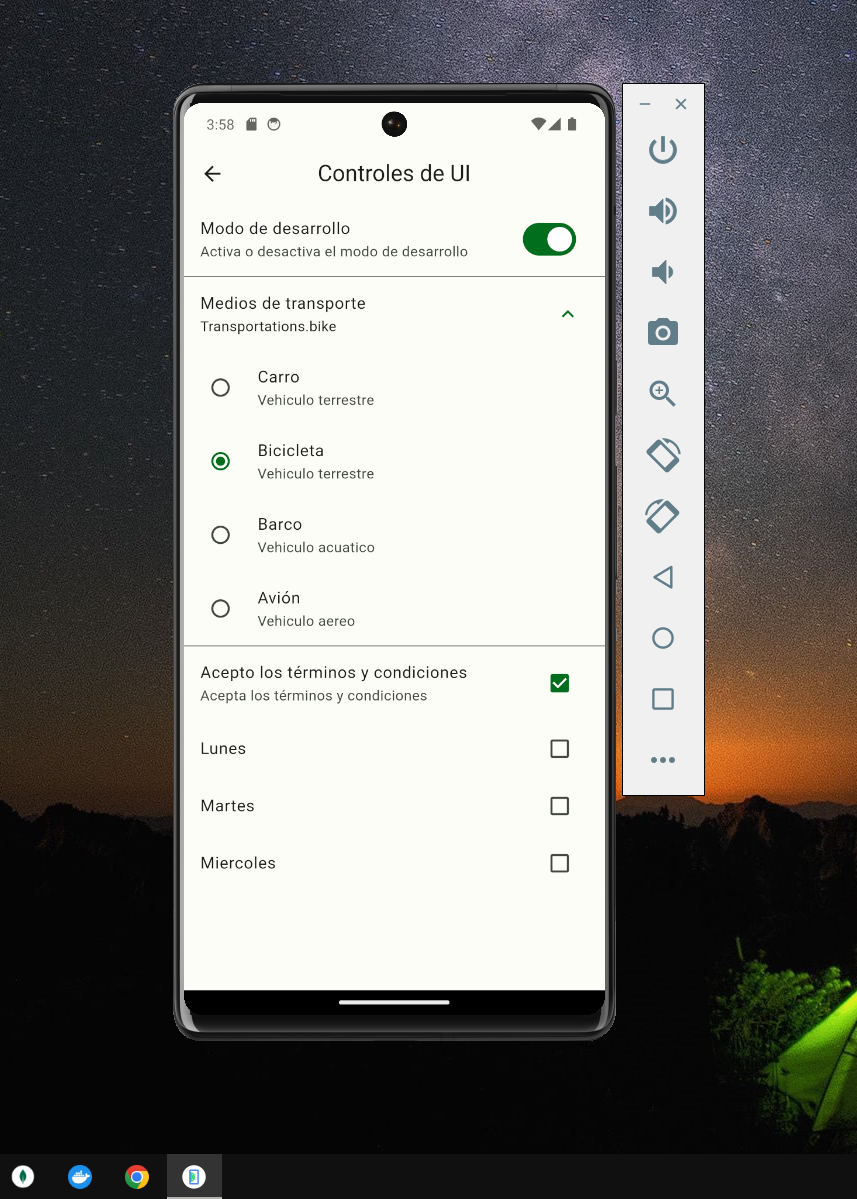 3:58
Controles de UI
Modo de desarrollo
Activa o desactiva el modo de desarrollo
Medios de transporte
Transportations.bike
Carro
Vehiculo terrestre
Bicicleta
Vehiculo terrestre
Barco
Vehiculo acuatico
Avión
Vehiculo aereo
Acepto los términos y condiciones
Acepta los términos y condiciones
Lunes
Martes
Miercoles